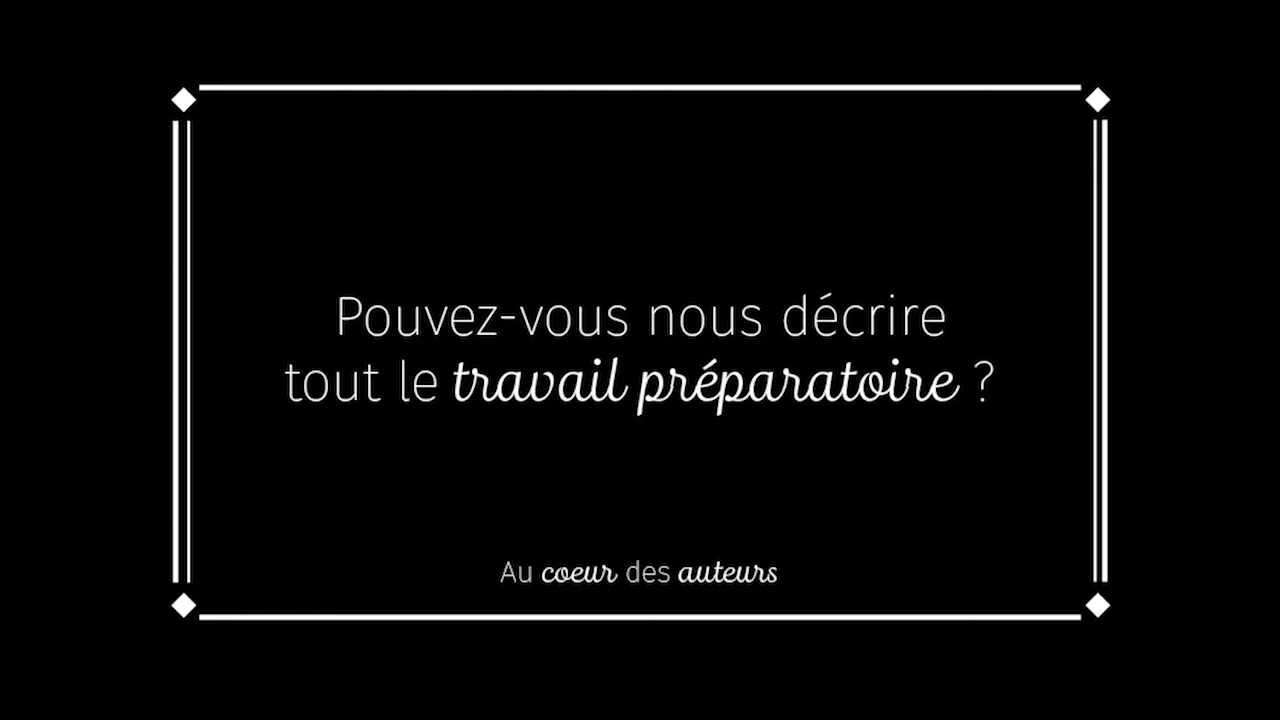 Pouvez-vous nous décrire
tout le travail préparatoire ?
Au coeur des auteurs